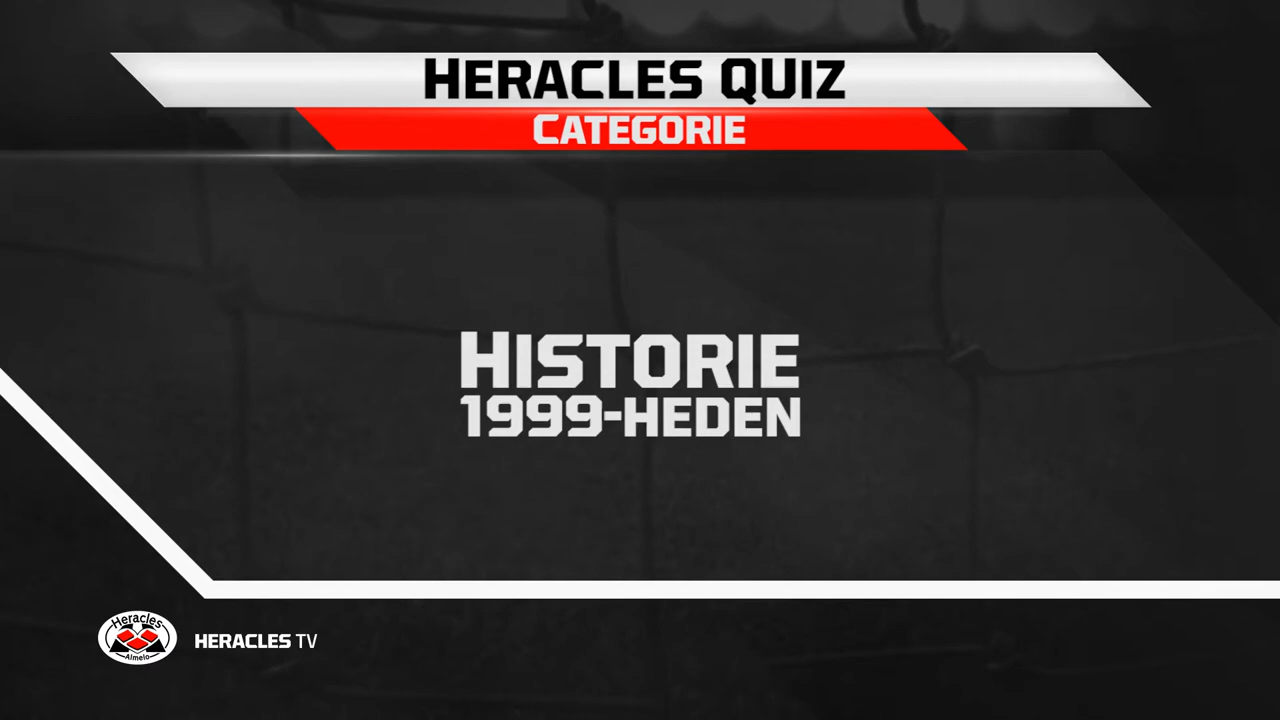 HERACLES QUIZ
CATEGORIE
HISTORIE
1999-HEDEN
Heracles
Almelo
HERACLES TV